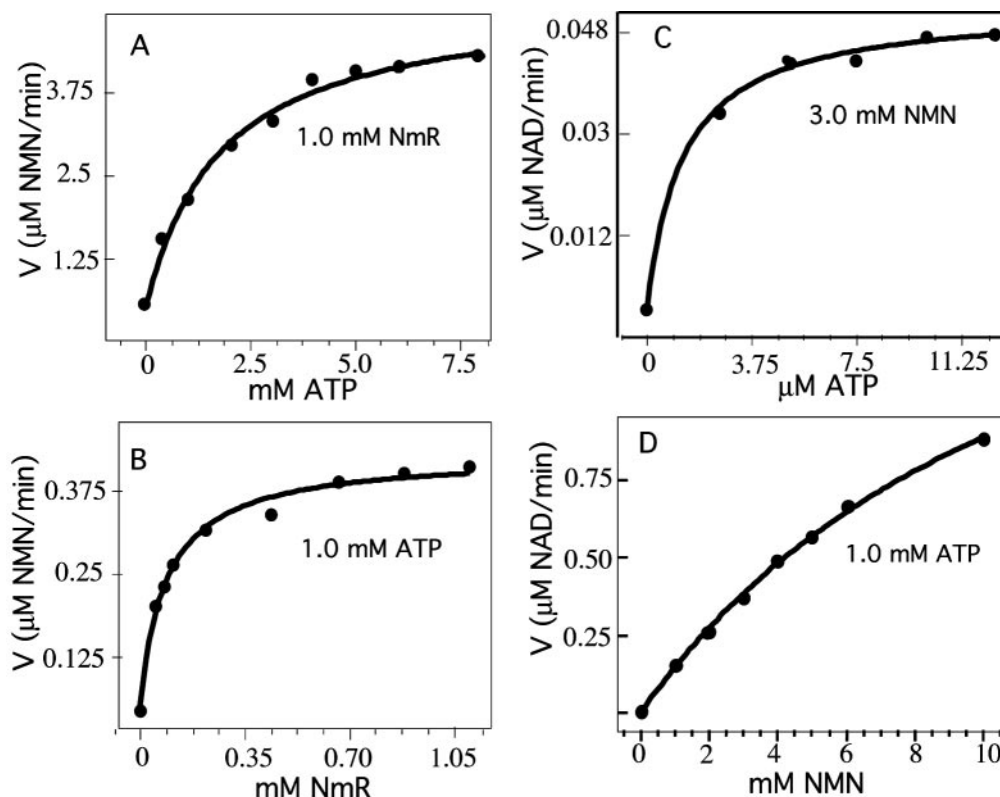 A
V (μM NMN/min)
3.75
2.5
1.25
1.0 mM NmR
0
2.5
5.0
7.5
mM ATP
C
V (μM NAD/min)
0.048
0.03
0.012
3.0 mM NMN
0
3.75
7.5
11.25
μM ATP
B
V (μM NMN/min)
0.375
0.25
0.125
1.0 mM ATP
0
0.35
0.70
1.05
mM NmR
D
V (μM NAD/min)
0.75
0.50
0.25
0
1.0 mM ATP
0
2
4
6
8
10
mM NMN